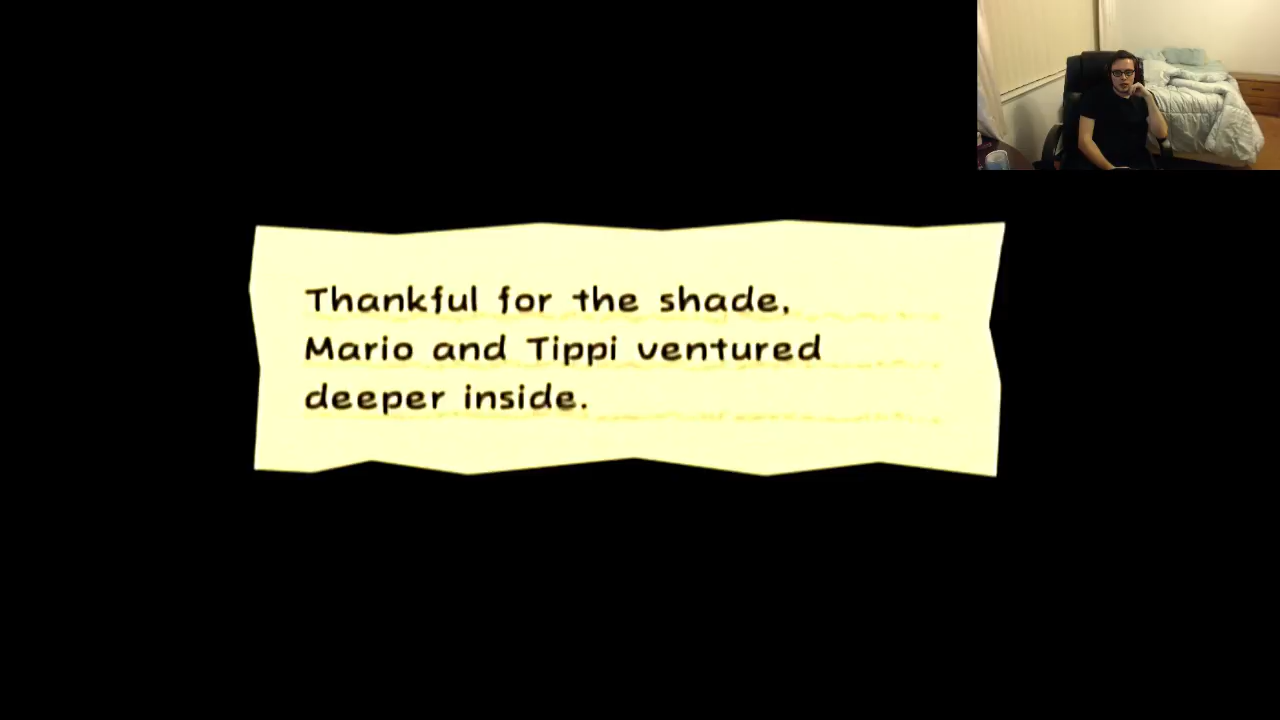 Thankful for the shade,
Mario and Tippi ventured
deeper inside.